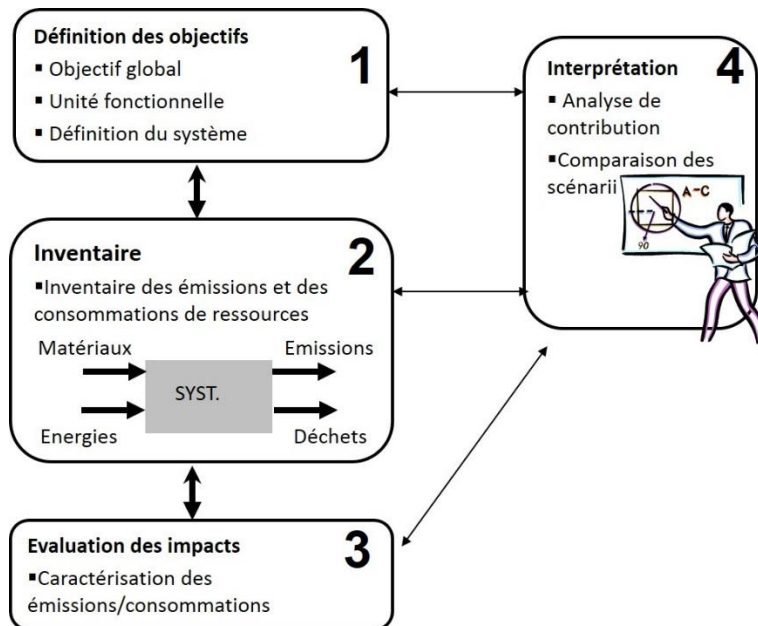 Définition des objectifs
1
▪ Objectif global
▪ Unité fonctionnelle
▪ Définition du système
Inventaire
2
▪Inventaire des émissions et des
consommations de ressources
Matériaux
Emissions
SYST.
Energies
Déchets
Evaluation des impacts
3
▪Caractérisation des
émissions/consommations
Interprétation
4
▪ Analyse de
contribution
▪Comparaison des
scénarii
A-C
90